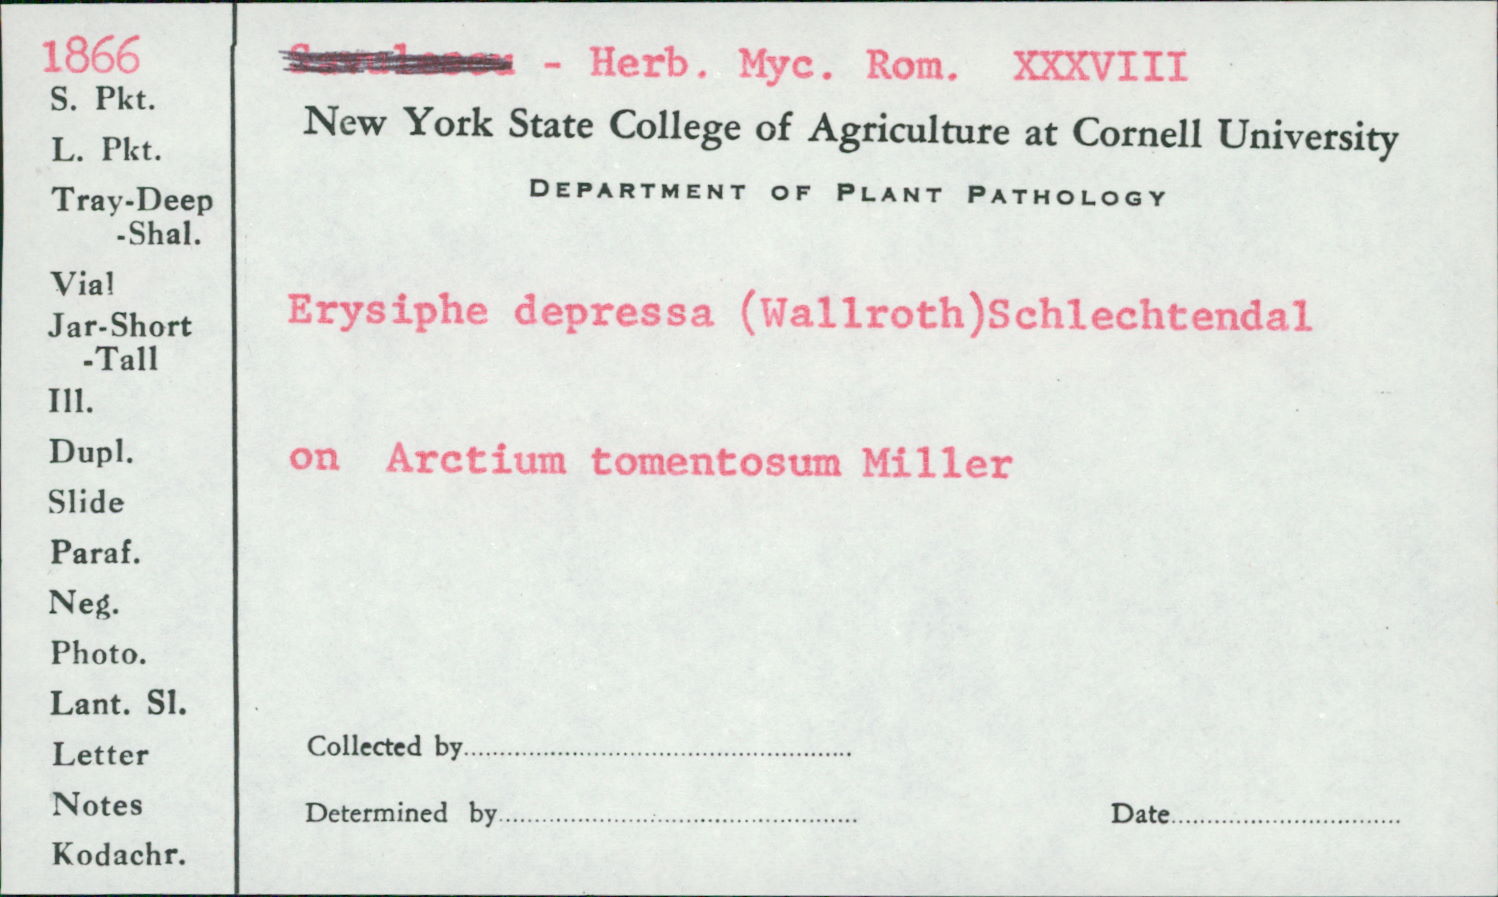 1866
S. Pkt.
L. Pkt.
Tray-Deep
-Shal.
Vial
Jar-Short
-Tall
Ill.
Dupl.
Slide
Paraf.
Neg.
Photo.
Lant. Sl.
Letter
Notes
Kodachr.
- Herb. Myc. Rom. XXXVIII
New York State College of Agriculture at Cornell University
DEPARTMENT OF PLANT PATHOLOGY
Erysiphe depressa (Wallroth)Schlechtendal
on Arctium tomentosum Miller
Collected by
Determined by
Date